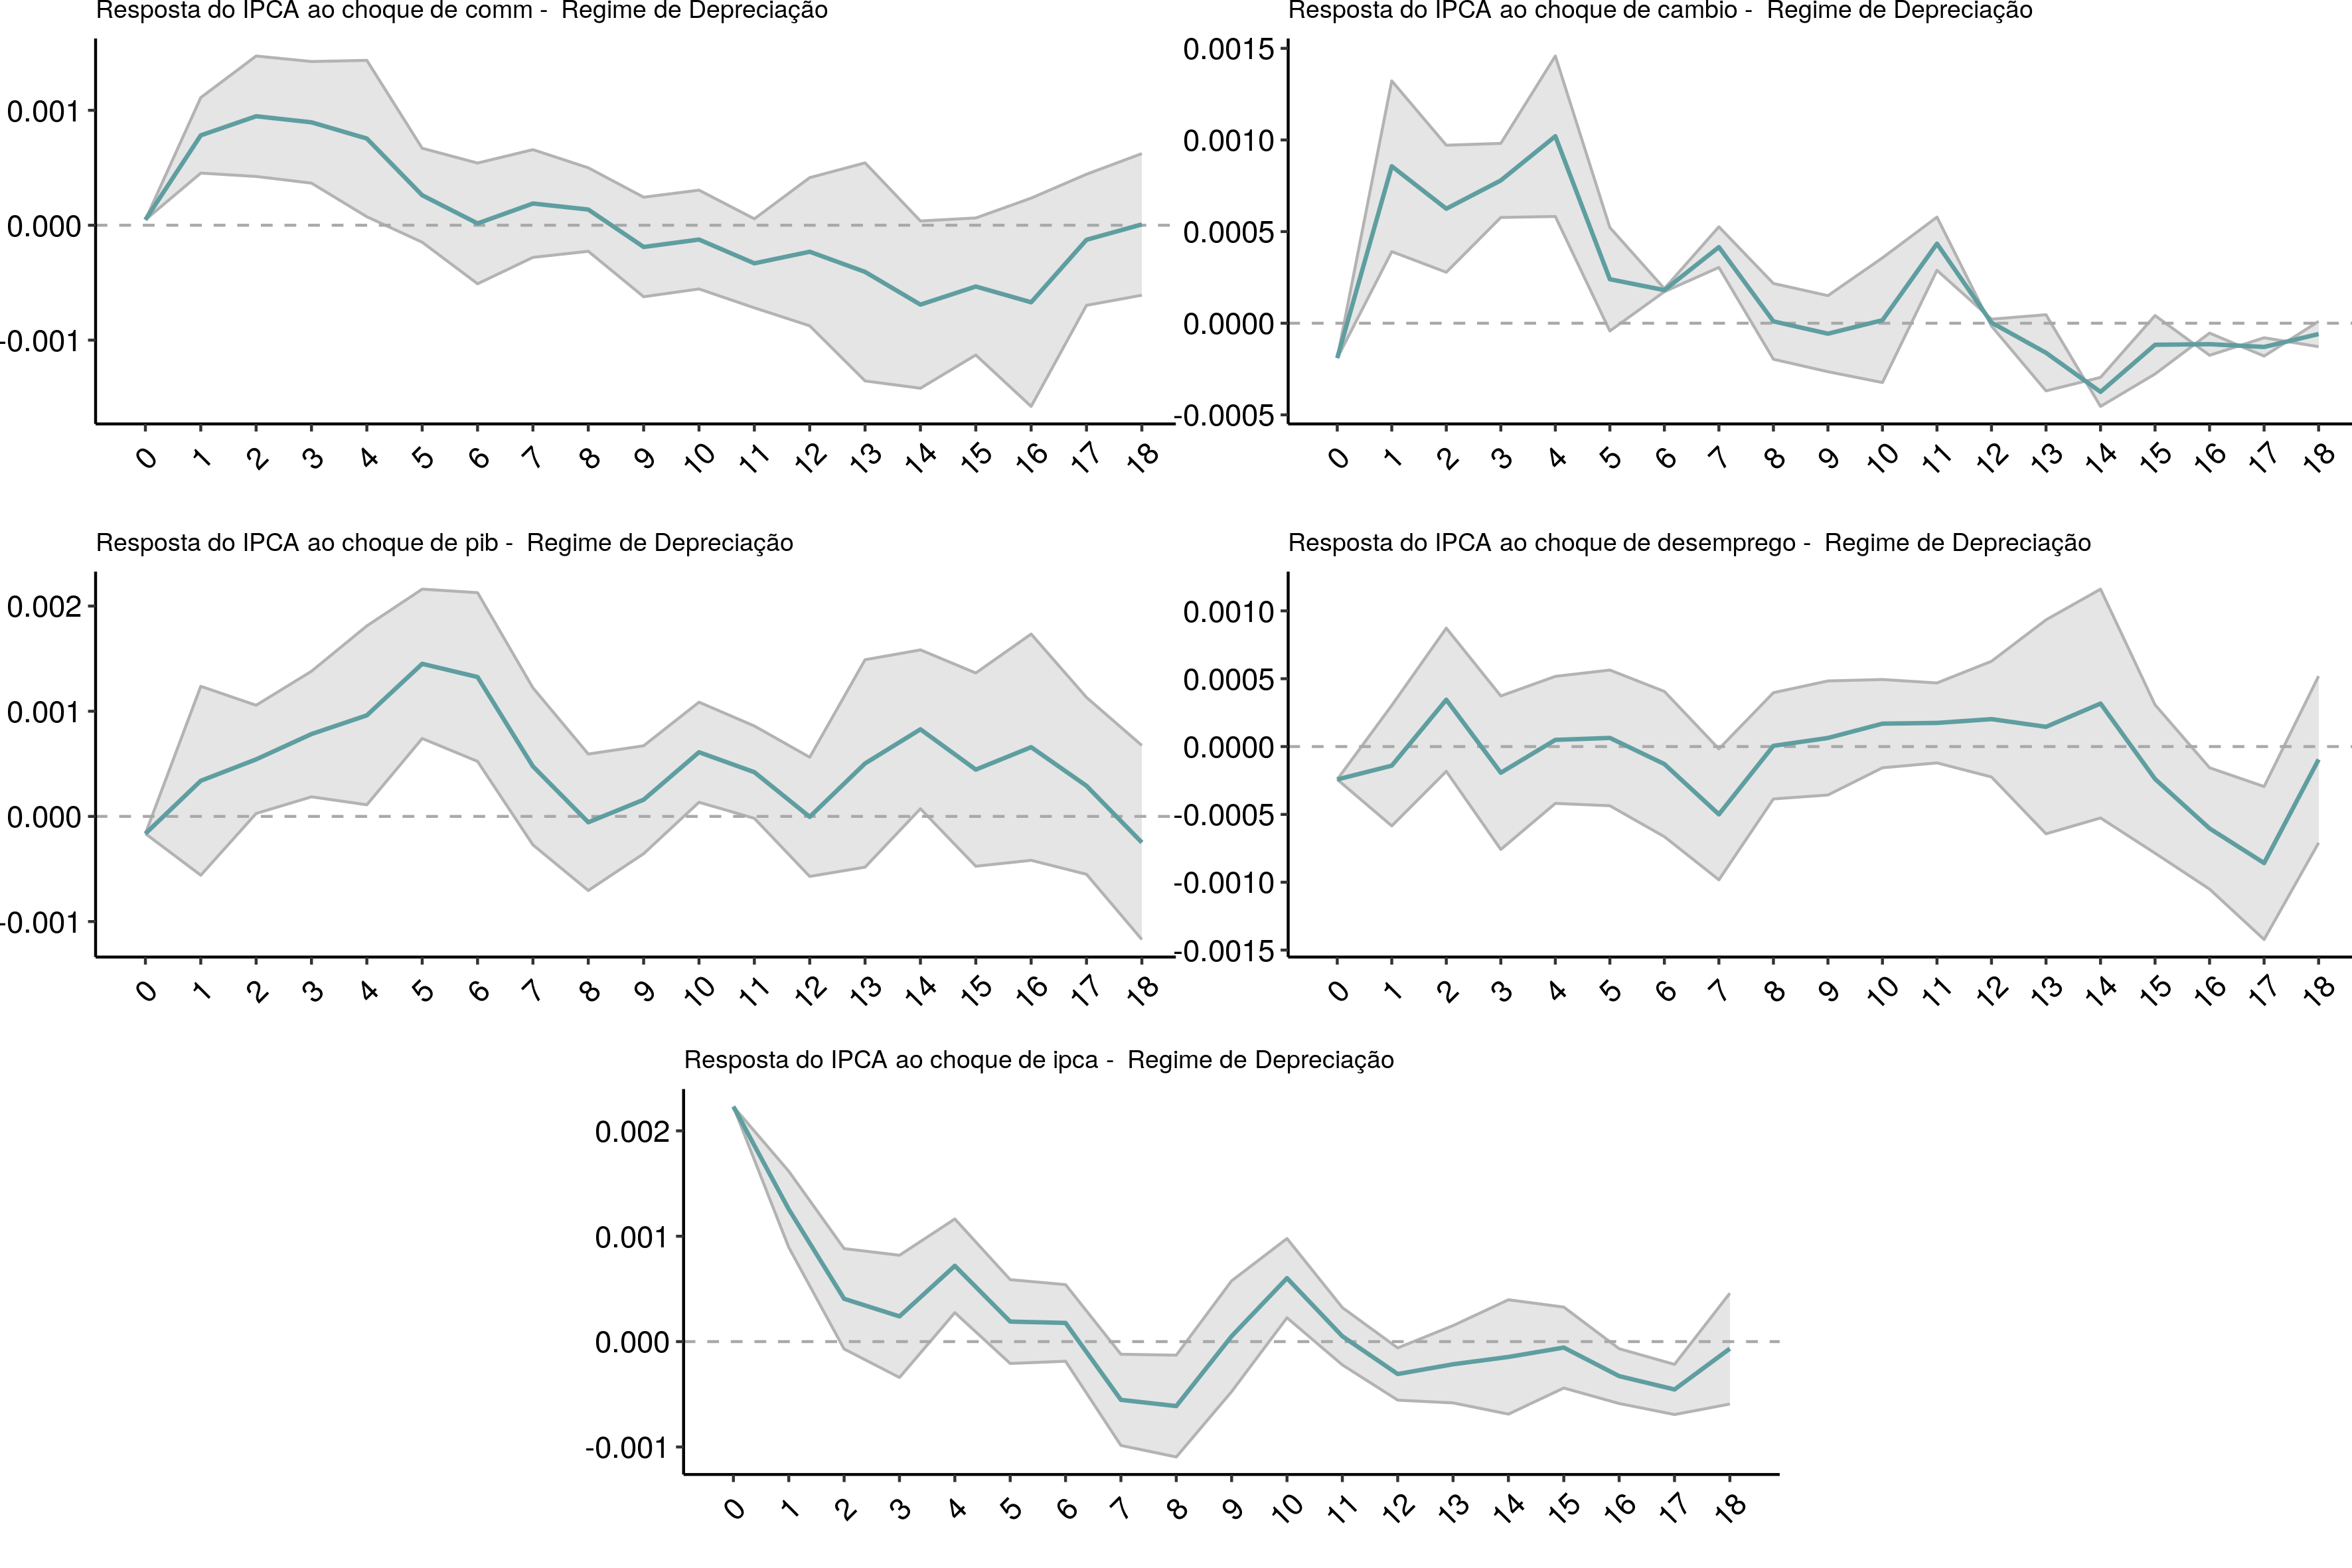 Resposta do IPCA ao choque de comm - Regime de Depreciação
0.001
0.000
-0.001
0 1 2 3 4 5 6 7 8 9 10 11 12 13 14 15 16 17 18
Resposta do IPCA ao choque de cambio - Regime de Depreciação
0.0015
0.0010
0.0005
0.0000
-0.0005
0 1 2 3 4 5 6 7 8 9 10 11 12 13 14 15 16 17 18
Resposta do IPCA ao choque de pib - Regime de Depreciação
0.002
0.001
0.000
-0.001
0 1 2 3 4 5 6 7 8 9 10 11 12 13 14 15 16 17 18
Resposta do IPCA ao choque de desemprego - Regime de Depreciação
0.0010
0.0005
0.0000
-0.0005
-0.0010
-0.0015
0 1 2 3 4 5 6 7 8 9 10 11 12 13 14 15 16 17 18
Resposta do IPCA ao choque de ipca - Regime de Depreciação
0.002
0.001
0.000
-0.001
0 1 2 3 4 5 6 7 8 9 10 11 12 13 14 15 16 17 18